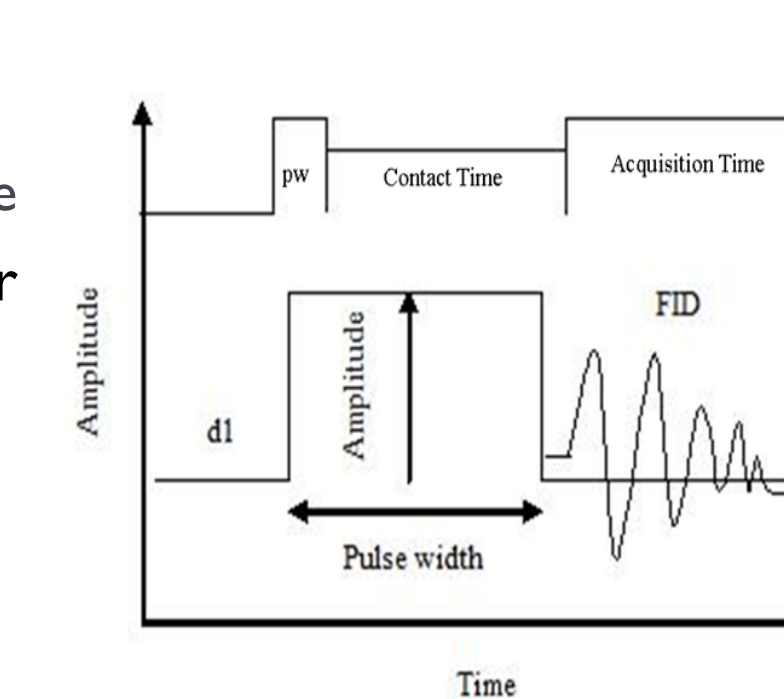 e
r
pw
Contact Time
Acquisition Time
FID
Amplitude
Amplitude
d1
Pulse width
Time